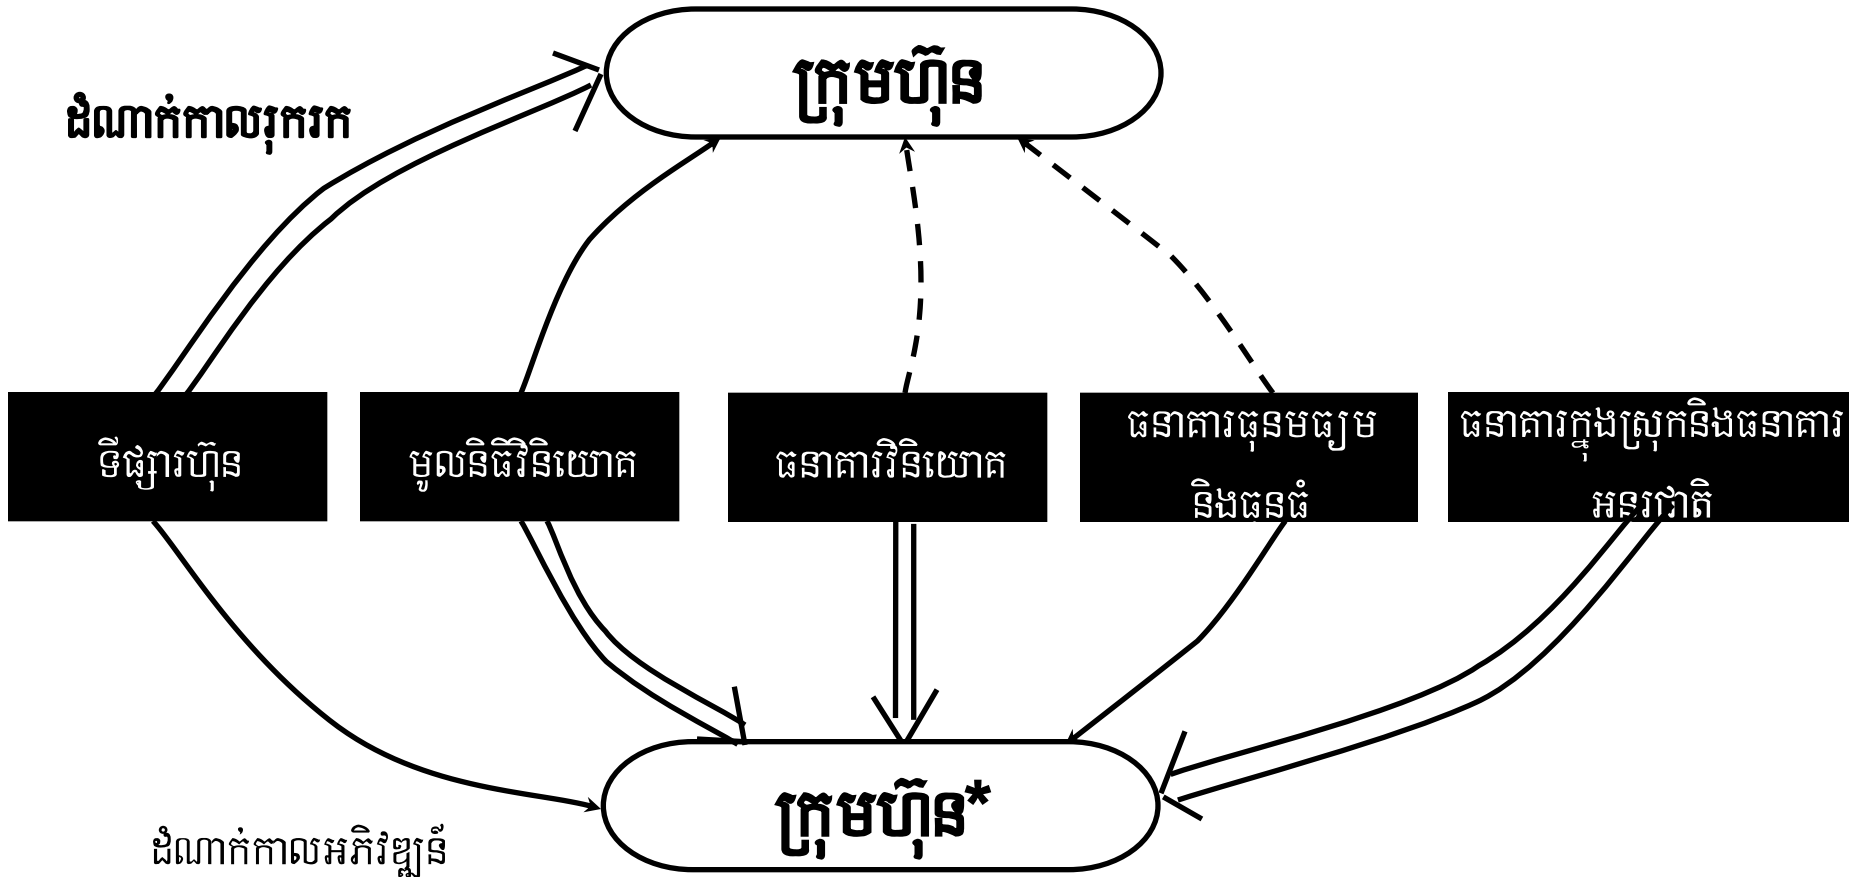 ក្រុមហ៊ុន
ដំណាក់កាលរុករក
ទីផ្សារហ៊ុន
មូលនិធិវិនិយោគ
ធនាគារវិនិយោគ
ធនាគារធុនមធ្យម
និងធុនធំ
ធនាគារក្នុងស្រុកនិងធនាគារ
អន្តរជាតិ
ក្រុមហ៊ុន*
ដំណាក់កាលអភិវឌ្ឍន៍